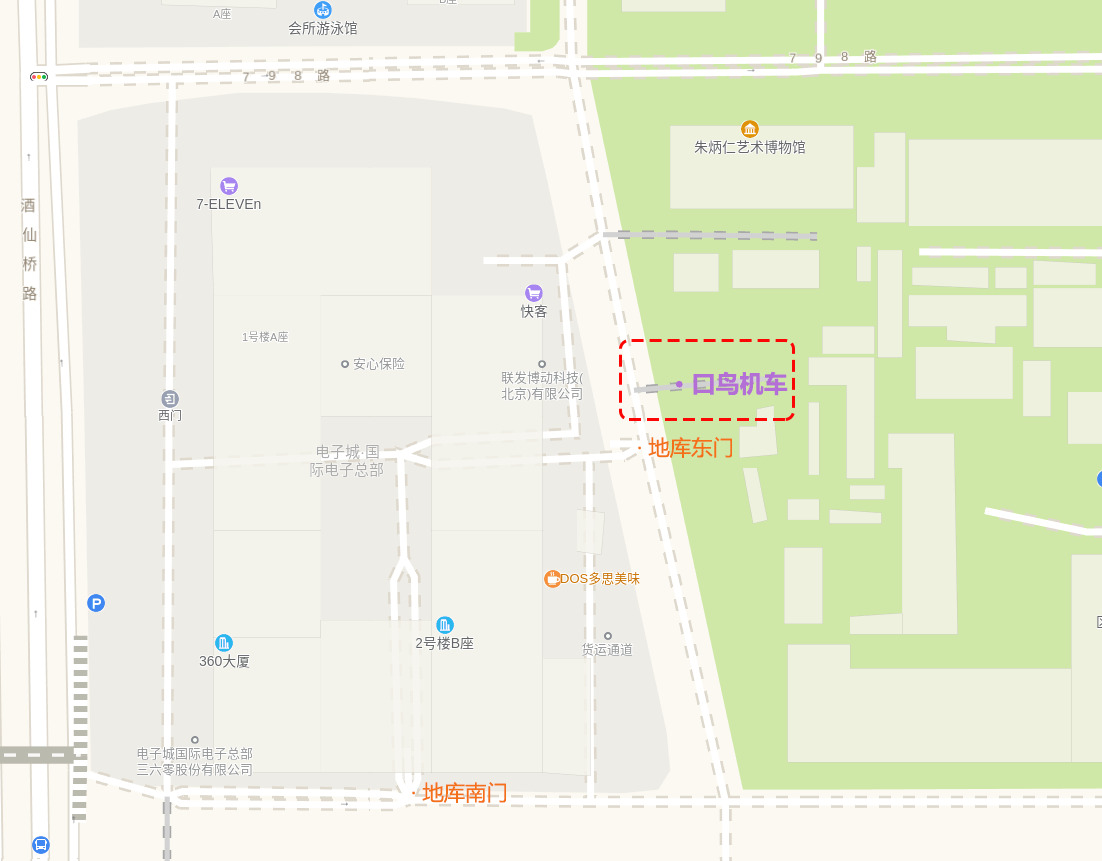 A座
B座
会所游泳馆
798路
798路
朱炳仁艺术博物馆
7-ELEVEn
酒仙桥路
快客
1号楼A座
安心保险
联发博动科技(
北京)有限公司
口鸟机车
西门
电子城·国
际电子总部
地库东门
DOS多思美味
P
2号楼B座
货运通道
360大厦
电子城国际电子总部
三六零股份有限公司
地库南门